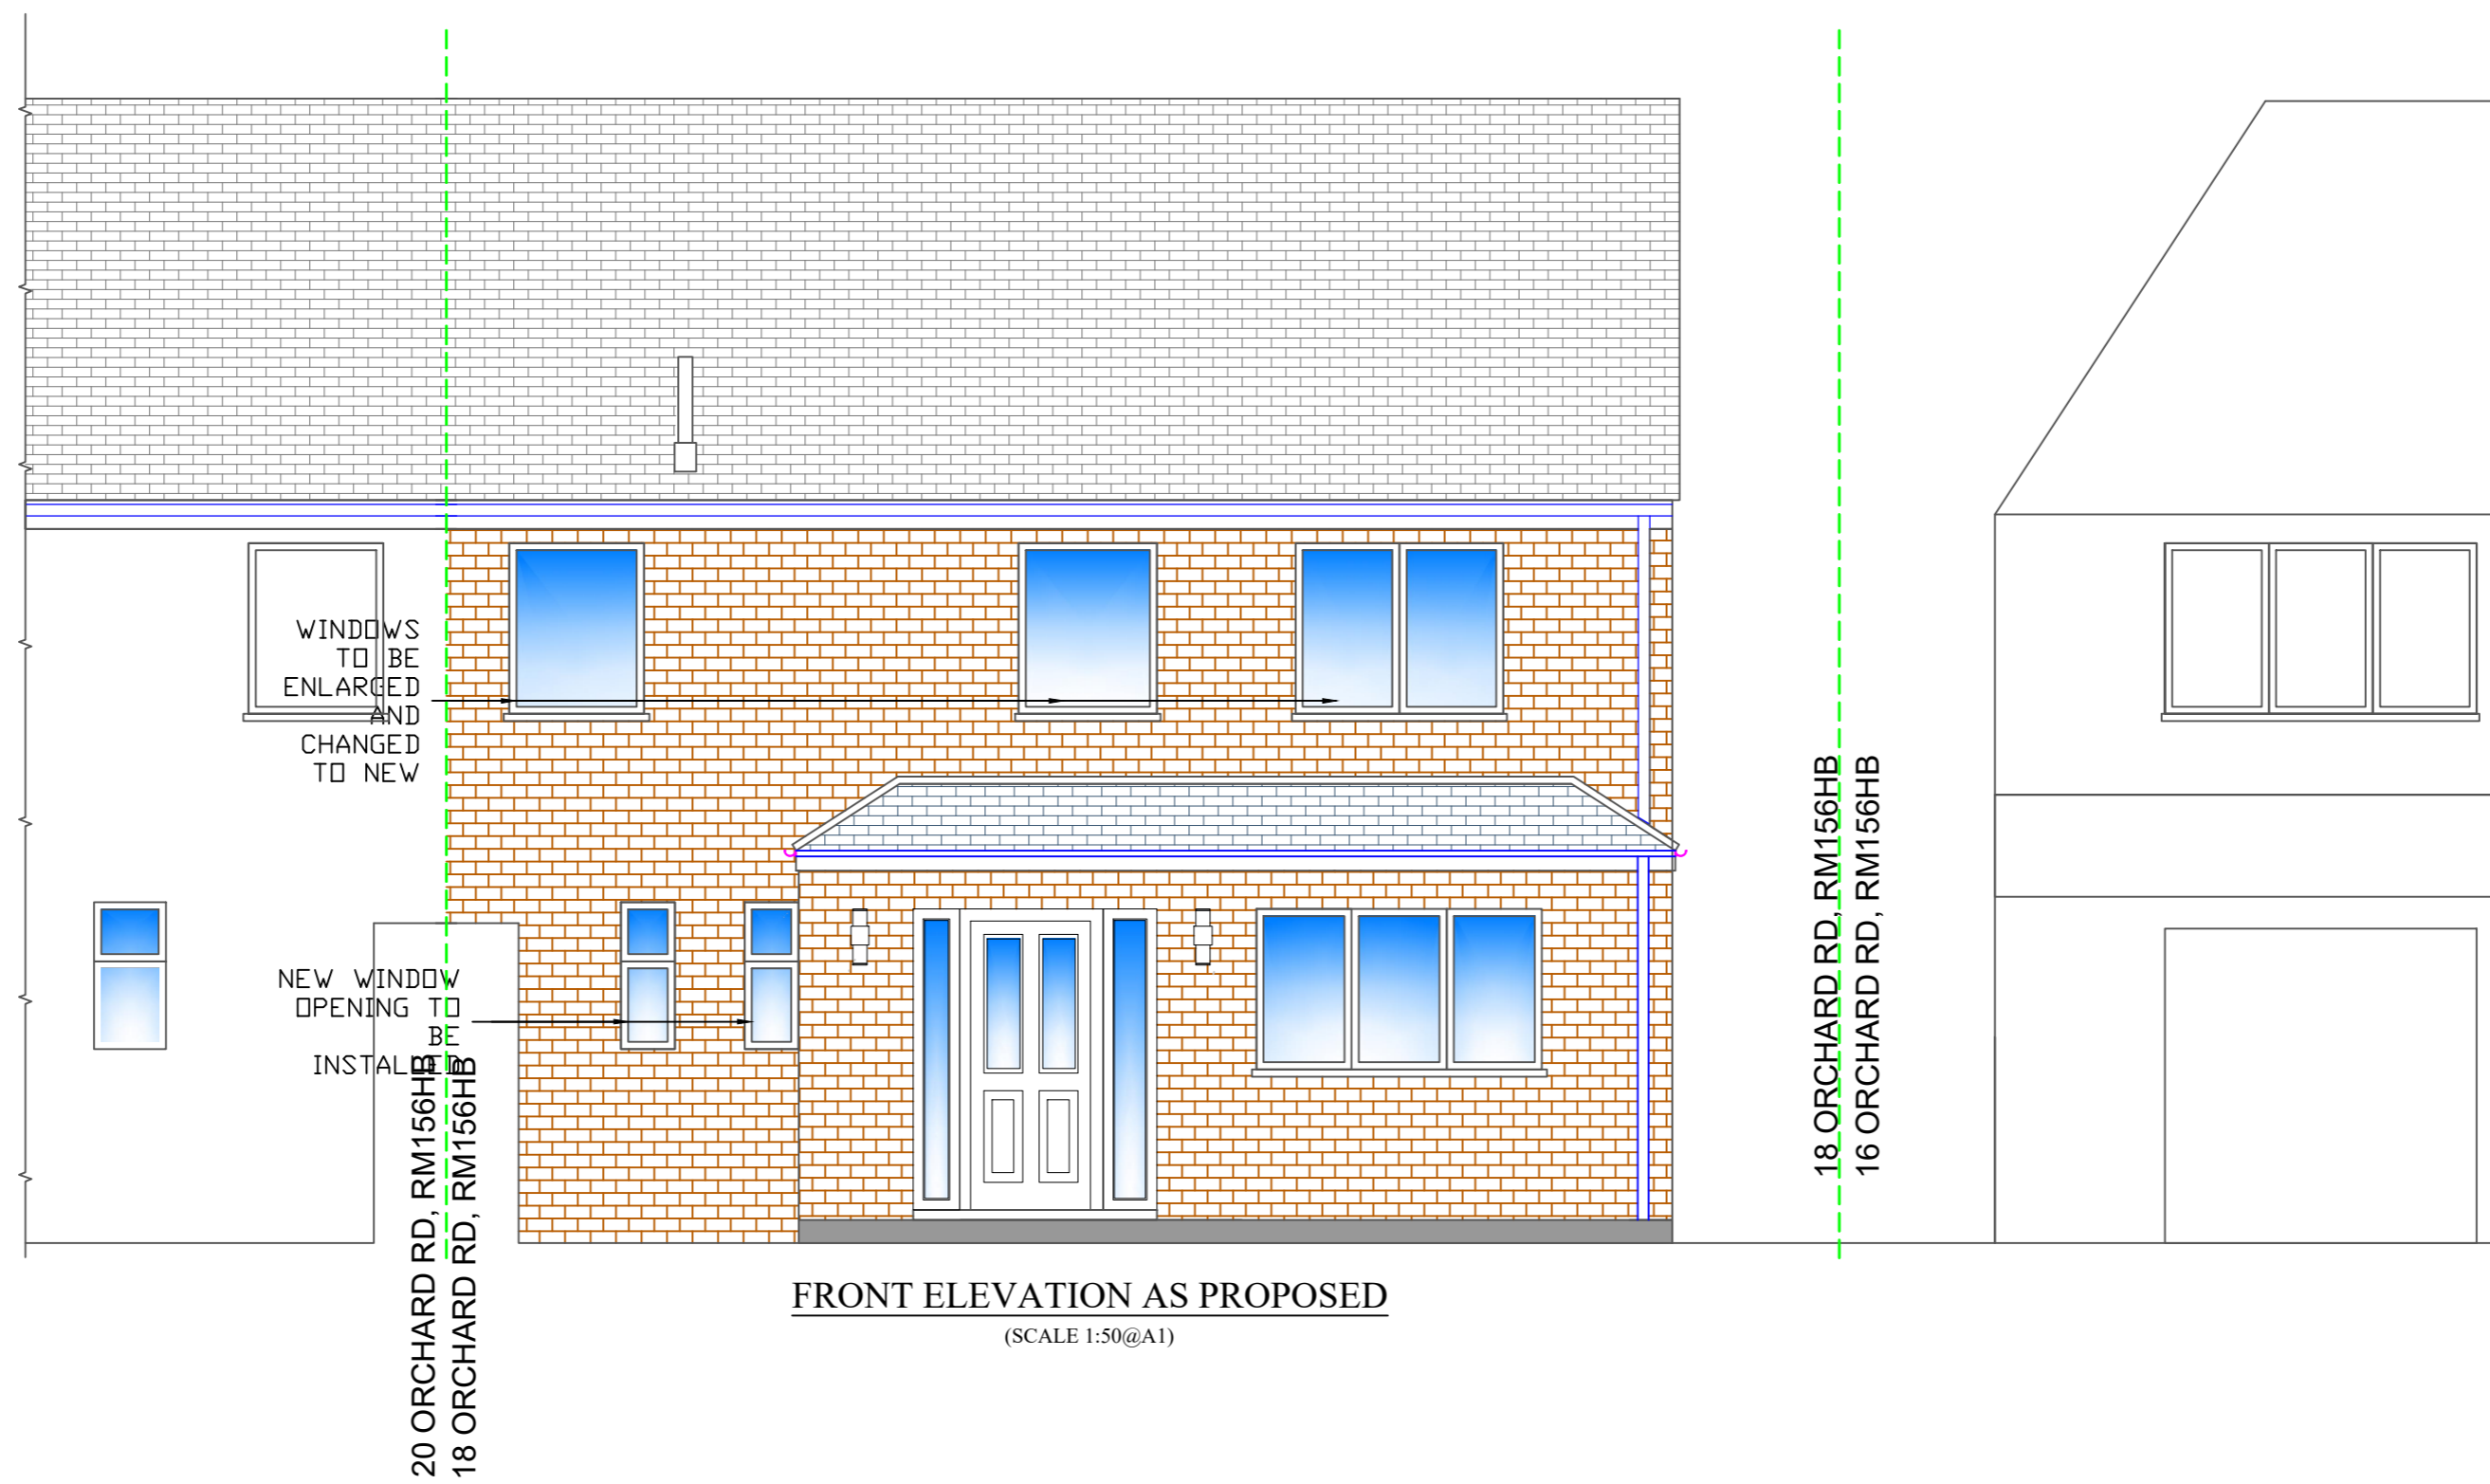 WINDOWS
TO BE
ENLARGED
AND
CHANGED
TO NEW
NEW WINDOW
OPENING TO
BE
INSTALLED
20 ORCHARD RD, RM156HB
18 ORCHARD RD, RM156HB
18 ORCHARD RD, RM156HB
16 ORCHARD RD, RM156HB
FRONT ELEVATION AS PROPOSED
(SCALE 1:50@A1)